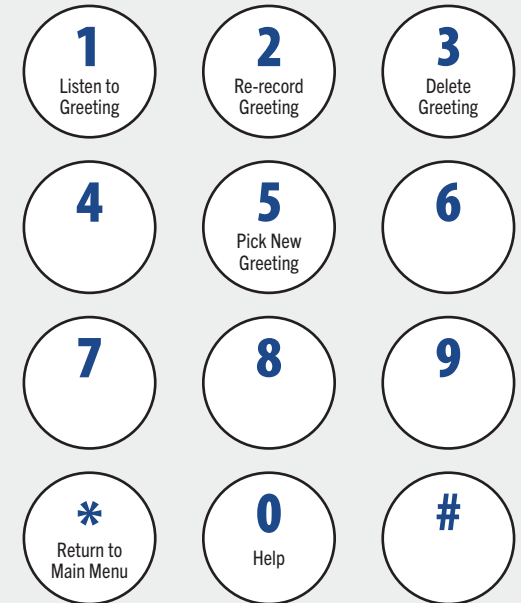 1
Listen to
Greeting
2
Re-record
Greeting
3
Delete
Greeting
4
5
Pick New
Greeting
6
7
8
9
*
Return to
Main Menu
0
Help
#